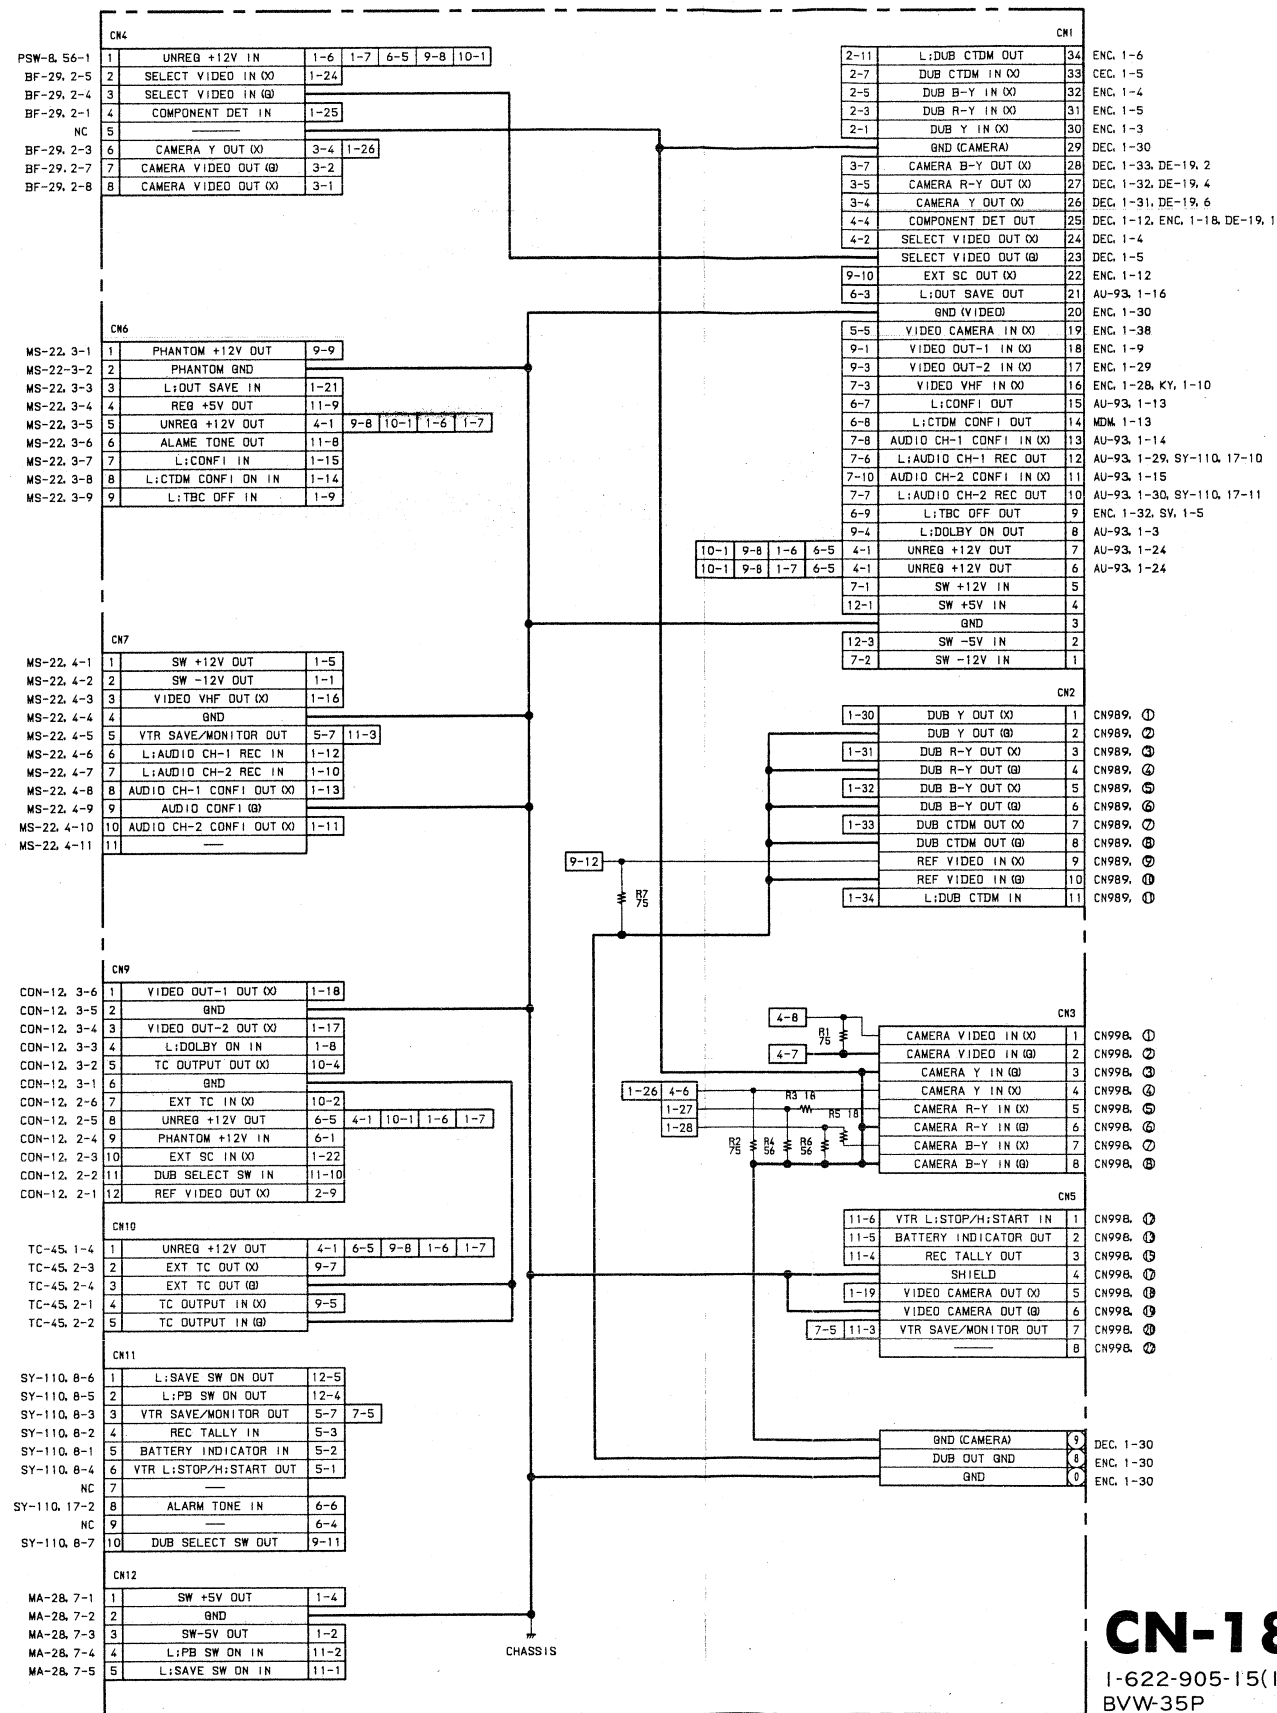 CN4
PSW-8, 56-1 1 UNREG +12V IN 1-6 1-7 6-5 9-8 10-1
BF-29, 2-5 2 SELECT VIDEO IN (X) 1-24
BF-29, 2-4 3 SELECT VIDEO IN (G)
BF-29, 2-1 4 COMPONENT DET IN 1-25
NC 5 ——
BF-29, 2-3 6 CAMERA Y OUT (X) 3-4 1-26
BF-29, 2-7 7 CAMERA VIDEO OUT (G) 3-2
BF-29, 2-8 8 CAMERA VIDEO OUT (X) 3-1
CN6
MS-22, 3-1 1 PHANTOM +12V OUT 9-9
MS-22-3-2 2 PHANTOM GND
MS-22, 3-3 3 L:OUT SAVE IN 1-21
MS-22, 3-4 4 REG +5V OUT 11-9
MS-22, 3-5 5 UNREG +12V OUT 4-1 9-8 10-1 1-6 1-7
MS-22, 3-6 6 ALAME TONE OUT 11-8
MS-22, 3-7 7 L:CONFI IN 1-15
MS-22, 3-8 8 L:CTDM CONFI ON IN 1-14
MS-22, 3-9 9 L:TBC OFF IN 1-9
CN7
MS-22, 4-1 1 SW +12V OUT 1-5
MS-22, 4-2 2 SW -12V OUT 1-1
MS-22, 4-3 3 VIDEO VHF OUT (X) 1-16
MS-22, 4-4 4 GND
MS-22, 4-5 5 VTR SAVE/MONITOR OUT 5-7 11-3
MS-22, 4-6 6 L:AUDIO CH-1 REC IN 1-12
MS-22, 4-7 7 L:AUDIO CH-2 REC IN 1-10
MS-22, 4-8 8 AUDIO CH-1 CONFI OUT (X) 1-13
MS-22, 4-9 9 AUDIO CONFI (G)
MS-22, 4-10 10 AUDIO CH-2 CONFI OUT (X) 1-11
MS-22, 4-11 11 ——
CN9
CON-12, 3-6 1 VIDEO OUT-1 OUT (X) 1-18
CON-12, 3-5 2 GND
CON-12, 3-4 3 VIDEO OUT-2 OUT (X) 1-17
CON-12, 3-3 4 L:DOLBY ON IN 1-8
CON-12, 3-2 5 TC OUTPUT OUT (X) 10-4
CON-12, 3-1 6 GND
CON-12, 2-6 7 EXT TC IN (X) 10-2
CON-12, 2-5 8 UNREG +12V OUT 6-5 4-1 10-1 1-6 1-7
CON-12, 2-4 9 PHANTOM +12V IN 6-1
CON-12, 2-3 10 EXT SC IN (X) 1-22
CON-12, 2-2 11 DUB SELECT SW IN 11-10
CON-12, 2-1 12 REF VIDEO OUT (X) 2-9
CN10
TC-45, 1-4 1 UNREG +12V OUT 4-1 6-5 9-8 1-6 1-7
TC-45, 2-3 2 EXT TC OUT (X) 9-7
TC-45, 2-4 3 EXT TC OUT (G)
TC-45, 2-1 4 TC OUTPUT IN (X) 9-5
TC-45, 2-2 5 TC OUTPUT IN (G)
CN11
SY-110, 8-6 1 L:SAVE SW ON OUT 12-5
SY-110, 8-5 2 L:PB SW ON OUT 12-4
SY-110, 8-3 3 VTR SAVE/MONITOR OUT 5-7 7-5
SY-110, 8-2 4 REC TALLY IN 5-3
SY-110, 8-1 5 BATTERY INDICATOR IN 5-2
SY-110, 8-4 6 VTR L:STOP/H:START OUT 5-1
NC 7 ——
SY-110, 17-2 8 ALARM TONE IN 6-6
NC 9 —— 6-4
SY-110, 8-7 10 DUB SELECT SW OUT 9-11
CN12
MA-28, 7-1 1 SW +5V OUT 1-4
MA-28, 7-2 2 GND
MA-28, 7-3 3 SW-5V OUT 1-2
MA-28, 7-4 4 L:PB SW ON IN 11-2
MA-28, 7-5 5 L:SAVE SW ON IN 11-1
CHASSIS
CN1
2-11 L:DUB CTDM OUT 34 ENC, 1-6
2-7 DUB CTDM IN (X) 33 CEC, 1-5
2-5 DUB B-Y IN (X) 32 ENC, 1-4
2-3 DUB R-Y IN (X) 31 ENC, 1-5
2-1 DUB Y IN (X) 30 ENC, 1-3
GND (CAMERA) 29 DEC, 1-30
3-7 CAMERA B-Y OUT (X) 28 DEC, 1-33, DE-19, 2
3-5 CAMERA R-Y OUT (X) 27 DEC, 1-32, DE-19, 4
3-4 CAMERA Y OUT (X) 26 DEC, 1-31, DE-19, 6
4-4 COMPONENT DET OUT 25 DEC, 1-12, ENC, 1-18, DE-19, 1
4-2 SELECT VIDEO OUT (X) 24 DEC, 1-4
SELECT VIDEO OUT (G) 23 DEC, 1-5
9-10 EXT SC OUT (X) 22 ENC, 1-12
6-3 L:OUT SAVE OUT 21 AU-93, 1-16
GND (VIDEO) 20 ENC, 1-30
5-5 VIDEO CAMERA IN (X) 19 ENC, 1-38
9-1 VIDEO OUT-1 IN (X) 18 ENC, 1-9
9-3 VIDEO OUT-2 IN (X) 17 ENC, 1-29
7-3 VIDEO VHF IN (X) 16 ENC, 1-28, KY, 1-10
6-7 L:CONFI OUT 15 AU-93, 1-13
6-8 L:CTDM CONFI OUT 14 MDM, 1-13
7-8 AUDIO CH-1 CONFI IN (X) 13 AU-93, 1-14
7-6 L:AUDIO CH-1 REC OUT 12 AU-93, 1-29, SY-110, 17-10
7-10 AUDIO CH-2 CONFI IN (X) 11 AU-93, 1-15
7-7 L:AUDIO CH-2 REC OUT 10 AU-93, 1-30, SY-110, 17-11
6-9 L:TBC OFF OUT 9 ENC, 1-32, SV, 1-5
9-4 L:DOLBY ON OUT 8 AU-93, 1-3
10-1 9-8 1-6 6-5 4-1 UNREG +12V OUT 7 AU-93, 1-24
10-1 9-8 1-7 6-5 4-1 UNREG +12V OUT 6 AU-93, 1-24
7-1 SW +12V IN 5
12-1 SW +5V IN 4
GND 3
12-3 SW -5V IN 2
7-2 SW -12V IN 1
CN2
1-30 DUB Y OUT (X) 1 CN989, ①
DUB Y OUT (G) 2 CN989, ②
1-31 DUB R-Y OUT (X) 3 CN989, ③
DUB R-Y OUT (G) 4 CN989, ④
1-32 DUB B-Y OUT (X) 5 CN989, ⑤
DUB B-Y OUT (G) 6 CN989, ⑥
1-33 DUB CTDM OUT (X) 7 CN989, ⑦
DUB CTDM OUT (G) 8 CN989, ⑧
9-12 REF VIDEO IN (X) 9 CN989, ⑨
REF VIDEO IN (G) 10 CN989, ⑩
1-34 L:DUB CTDM IN 11 CN989, ⑪
R7
75
CN3
4-8 CAMERA VIDEO IN (X) 1 CN998, ①
R1
75
4-7 CAMERA VIDEO IN (G) 2 CN998, ②
CAMERA Y IN (G) 3 CN998, ③
1-26 4-6 CAMERA Y IN (X) 4 CN998, ④
1-27 R3 18 CAMERA R-Y IN (X) 5 CN998, ⑤
1-28 R5 18 CAMERA R-Y IN (G) 6 CN998, ⑥
CAMERA B-Y IN (X) 7 CN998, ⑦
CAMERA B-Y IN (G) 8 CN998, ⑧
R2 R4 R6
75 56 56
CN5
11-6 VTR L:STOP/H:START IN 1 CN998, ⑫
11-5 BATTERY INDICATOR OUT 2 CN998, ⑬
11-4 REC TALLY OUT 3 CN998, ⑮
SHIELD 4 CN998, ⑰
1-19 VIDEO CAMERA OUT (X) 5 CN998, ⑱
VIDEO CAMERA OUT (G) 6 CN998, ⑲
7-5 11-3 VTR SAVE/MONITOR OUT 7 CN998, ⑳
—— 8 CN998, ㉒
GND (CAMERA) 9 DEC, 1-30
DUB OUT GND 8 ENC, 1-30
GND 0 ENC, 1-30
CN-18
1-622-905-15(1
BVW-35P